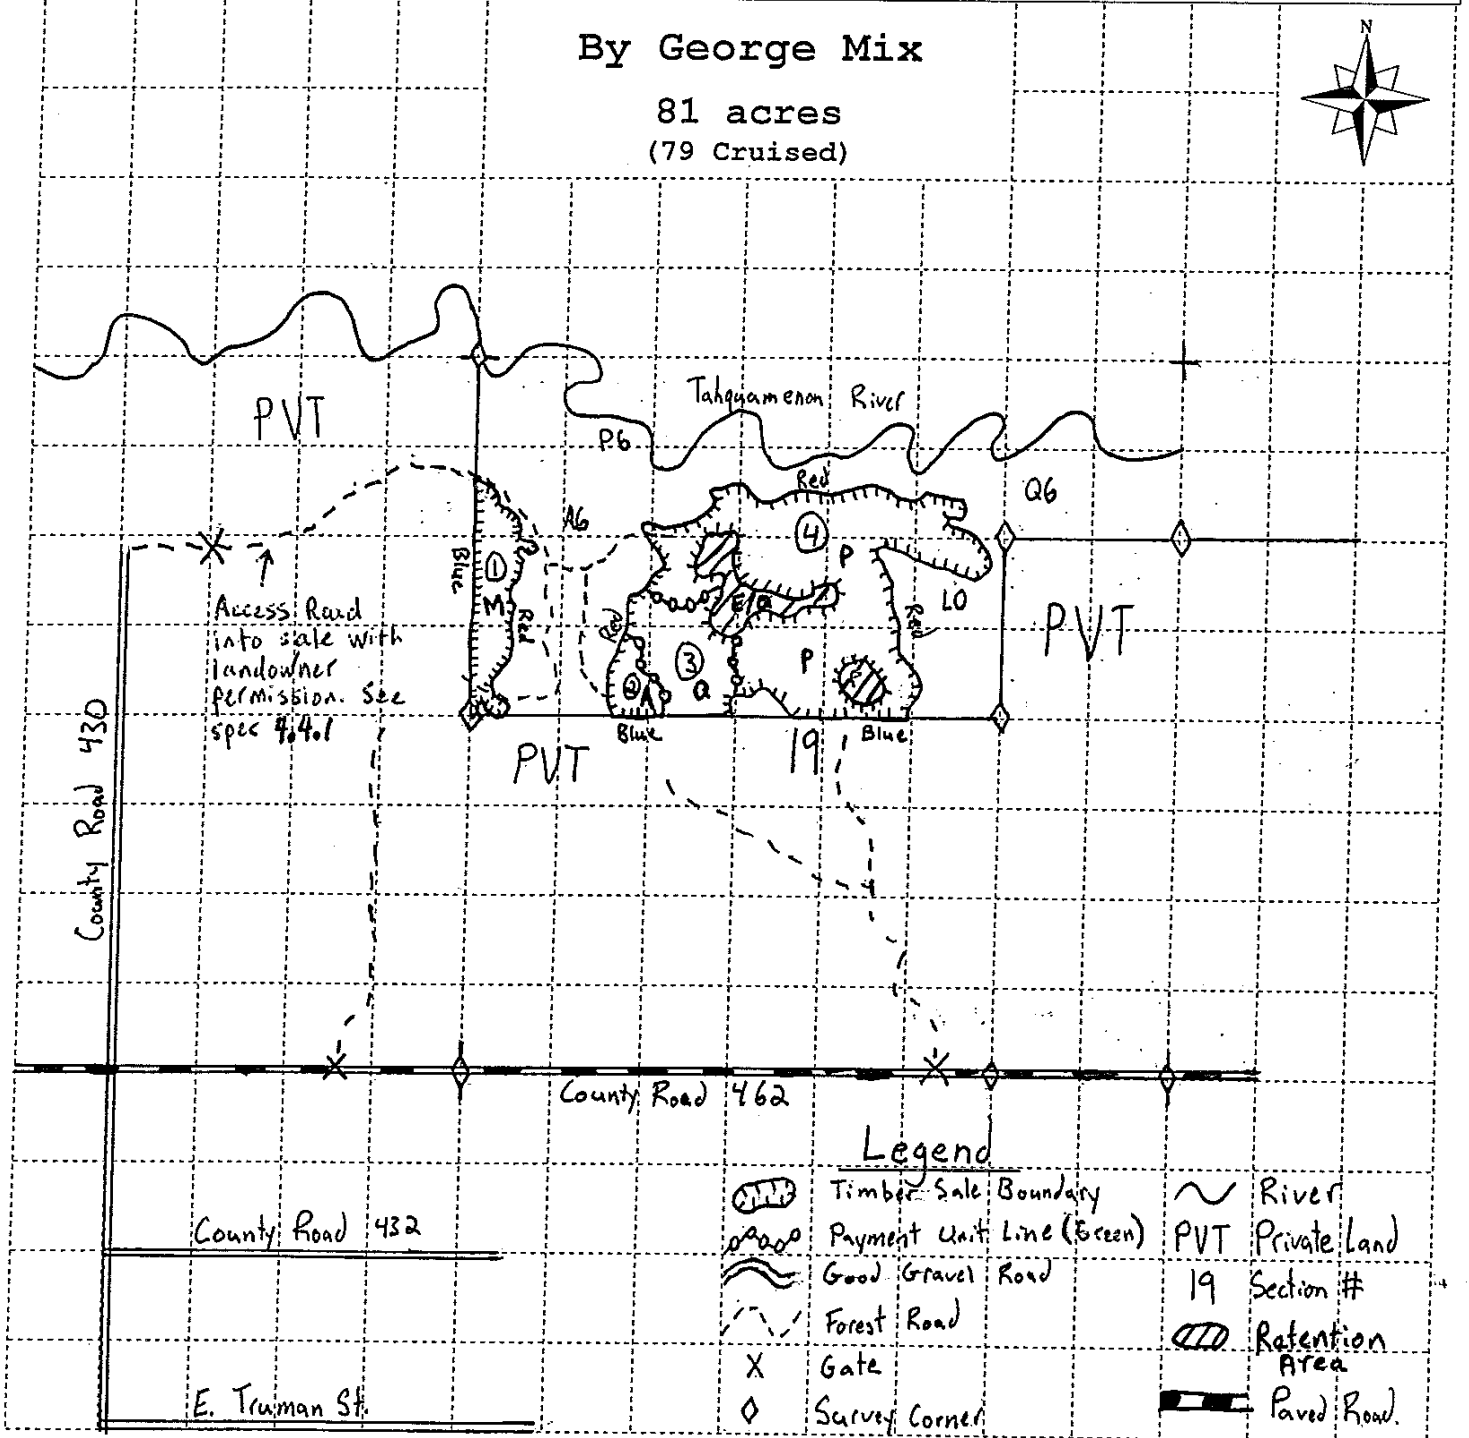 By George Mix
81 acres
(79 Cruised)
N
PVT
Tahquamenon River
P6
Red
Q6
A6
4
P
Blue
1
M
Red
LO
PVT
Access Road
into sale with
landowner
permission. See
spec 4.4.1
Red
Red
3
P
2
A
Q
Blue
19
Blue
PVT
County Road 430
County Road 462
Legend
Timber Sale Boundary
River
Payment Unit Line (Green)
PVT Private Land
Good Gravel Road
19 Section #
Forest Road
Retention
Area
X Gate
Survey Corner
Paved Road.
County Road 432
E. Truman St.